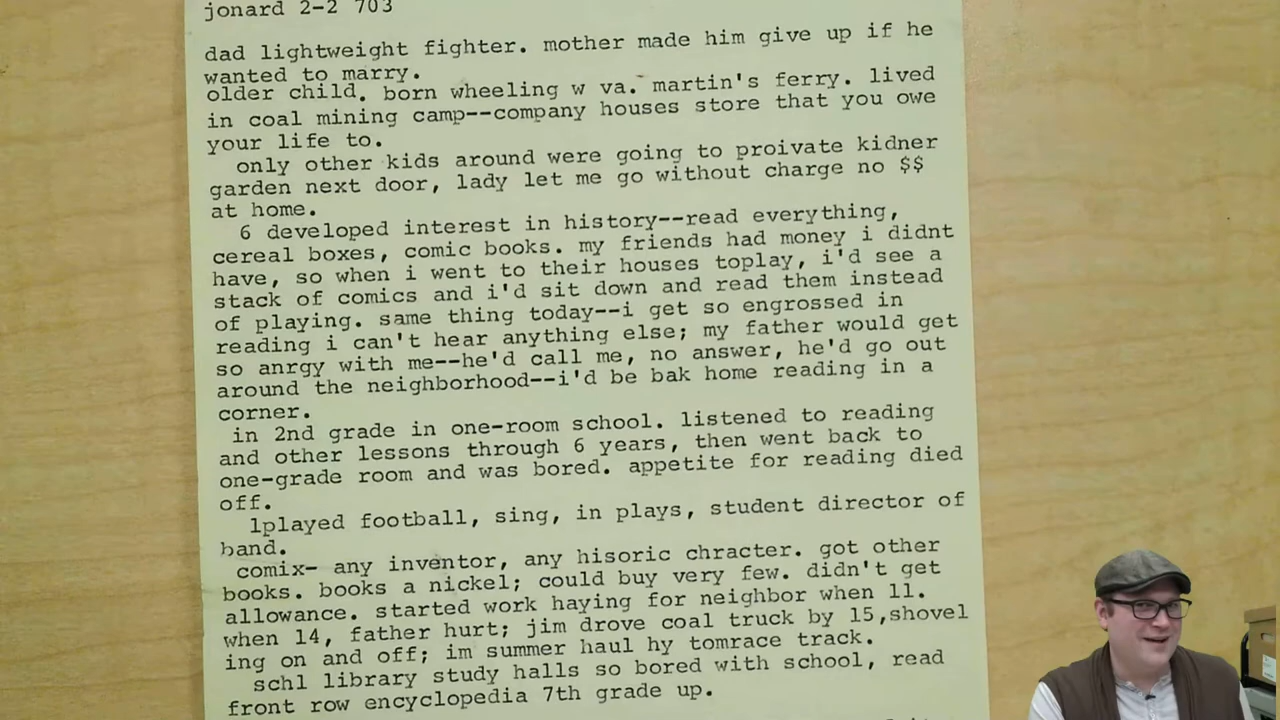 jonard 2-2 703
dad lightweight fighter. mother made him give up if he
wanted to marry.
older child. born wheeling w va. martin's ferry. lived
in coal mining camp--company houses store that you owe
your life to.
only other kids around were going to proivate kidner
garden next door, lady let me go without charge no $$
at home.
6 developed interest in history--read everything,
cereal boxes, comic books. my friends had money i didnt
have, so when i went to their houses toplay, i'd see a
stack of comics and i'd sit down and read them instead
of playing. same thing today--i get so engrossed in
reading i can't hear anything else; my father would get
so anrgy with me--he'd call me, no answer, he'd go out
around the neighborhood--i'd be bak home reading in a
corner.
in 2nd grade in one-room school. listened to reading
and other lessons through 6 years, then went back to
one-grade room and was bored. appetite for reading died
off.
lplayed football, sing, in plays, student director of
band.
comix- any inventor, any hisoric chracter. got other
books. books a nickel; could buy very few. didn't get
allowance. started work haying for neighbor when 11.
when 14, father hurt; jim drove coal truck by 15,shovel
ing on and off; im summer haul hy tomrace track.
schl library study halls so bored with school, read
front row encyclopedia 7th grade up.